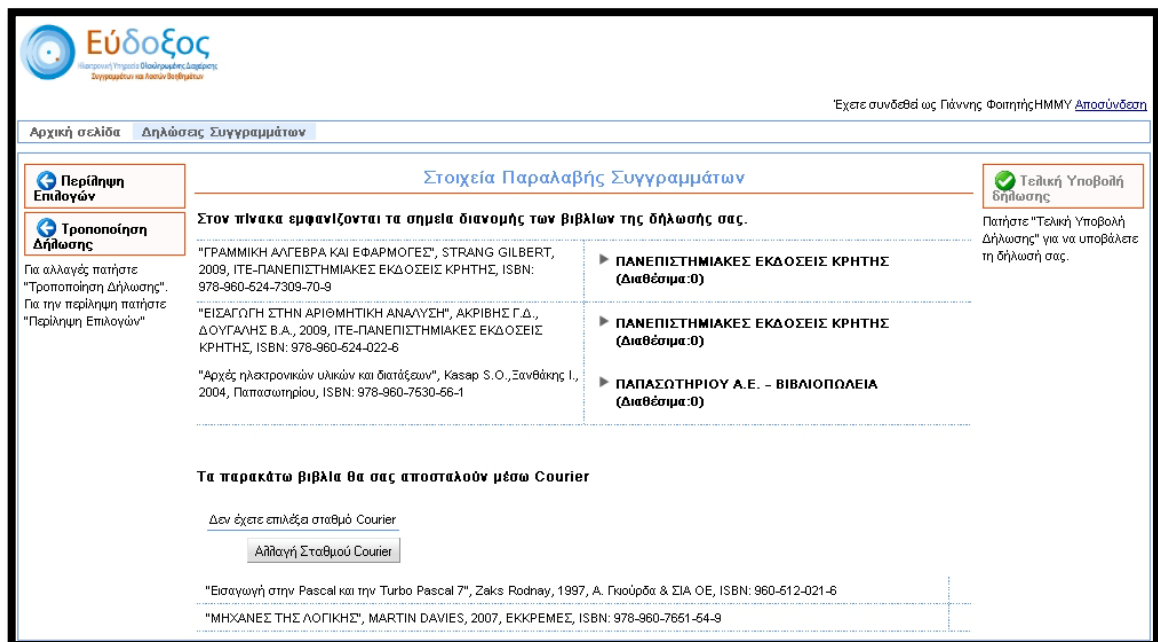 Εύδοξος
Ηλεκτρονική Υπηρεσία Ολοκληρωμένης Διαχείρισης
Συγγραμμάτων και Λοιπών Βοηθημάτων
Έχετε συνδεθεί ως Γιάννης ΦοιτητήςΗΜΜΥ Αποσύνδεση
Αρχική σελίδα Δηλώσεις Συγγραμμάτων
Περίληψη
Επιλογών
Τροποποίηση
Δήλωσης
Για αλλαγές πατήστε
"Τροποποίηση Δήλωσης".
Για την περίληψη πατήστε
"Περίληψη Επιλογών"
Στοιχεία Παραλαβής Συγγραμμάτων
Στον πίνακα εμφανίζονται τα σημεία διανομής των βιβλίων της δήλωσής σας.
"ΓΡΑΜΜΙΚΗ ΑΛΓΕΒΡΑ ΚΑΙ ΕΦΑΡΜΟΓΕΣ", STRANG GILBERT,
2009, ΙΤΕ-ΠΑΝΕΠΙΣΤΗΜΙΑΚΕΣ ΕΚΔΟΣΕΙΣ ΚΡΗΤΗΣ, ISBN:
978-960-524-7309-70-9
ΠΑΝΕΠΙΣΤΗΜΙΑΚΕΣ ΕΚΔΟΣΕΙΣ ΚΡΗΤΗΣ
(Διαθέσιμα:0)
"ΕΙΣΑΓΩΓΗ ΣΤΗΝ ΑΡΙΘΜΗΤΙΚΗ ΑΝΑΛΥΣΗ", ΑΚΡΙΒΗΣ Γ.Δ.,
ΔΟΥΓΑΛΗΣ Β.Α., 2009, ΙΤΕ-ΠΑΝΕΠΙΣΤΗΜΙΑΚΕΣ ΕΚΔΟΣΕΙΣ
ΚΡΗΤΗΣ, ISBN: 978-960-524-022-6
ΠΑΝΕΠΙΣΤΗΜΙΑΚΕΣ ΕΚΔΟΣΕΙΣ ΚΡΗΤΗΣ
(Διαθέσιμα:0)
"Αρχές ηλεκτρονικών υλικών και διατάξεων", Kasap S.O.,Ξανθάκης Ι.,
2004, Παπασωτηρίου, ISBN: 978-960-7530-56-1
ΠΑΠΑΣΩΤΗΡΙΟΥ Α.Ε. – ΒΙΒΛΙΟΠΩΛΕΙΑ
(Διαθέσιμα:0)
Τα παρακάτω βιβλία θα σας αποσταλούν μέσω Courier
Δεν έχετε επιλέξει σταθμό Courier
Αλλαγή Σταθμού Courier
"Εισαγωγή στην Pascal και την Turbo Pascal 7", Zaks Rodnay, 1997, Α. Γκιούρδα & ΣΙΑ ΟΕ, ISBN: 960-512-021-6
"ΜΗΧΑΝΕΣ ΤΗΣ ΛΟΓΙΚΗΣ", MARTIN DAVIES, 2007, ΕΚΚΡΕΜΕΣ, ISBN: 978-960-7651-54-9
Τελική Υποβολή
δήλωσης
Πατήστε "Τελική Υποβολή
Δήλωσης" για να υποβάλετε
τη δήλωσή σας.